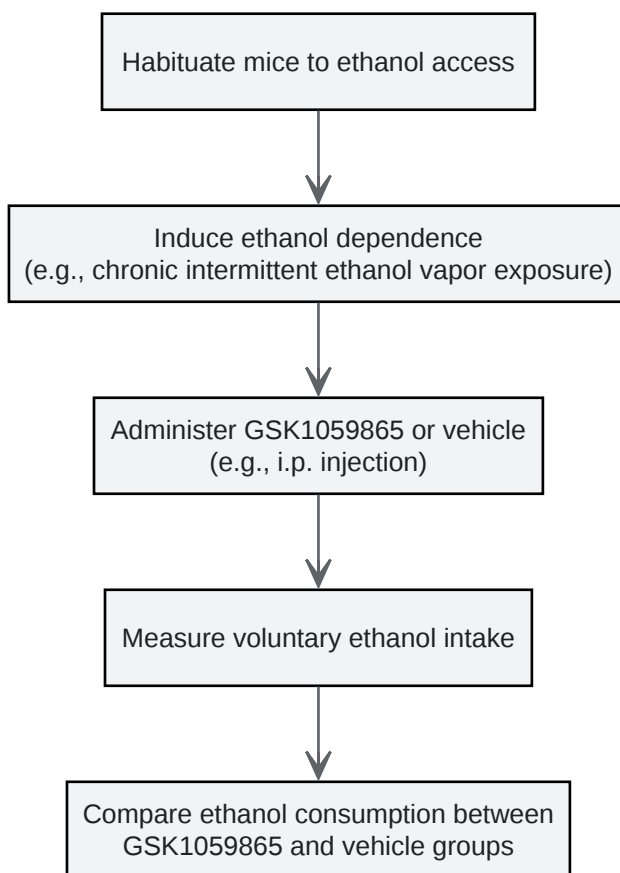 Habituate mice to ethanol access
Induce ethanol dependence
(e.g., chronic intermittent ethanol vapor exposure)
Administer GSK1059865 or vehicle
(e.g., i.p. injection)
Measure voluntary ethanol intake
Compare ethanol consumption between
GSK1059865 and vehicle groups